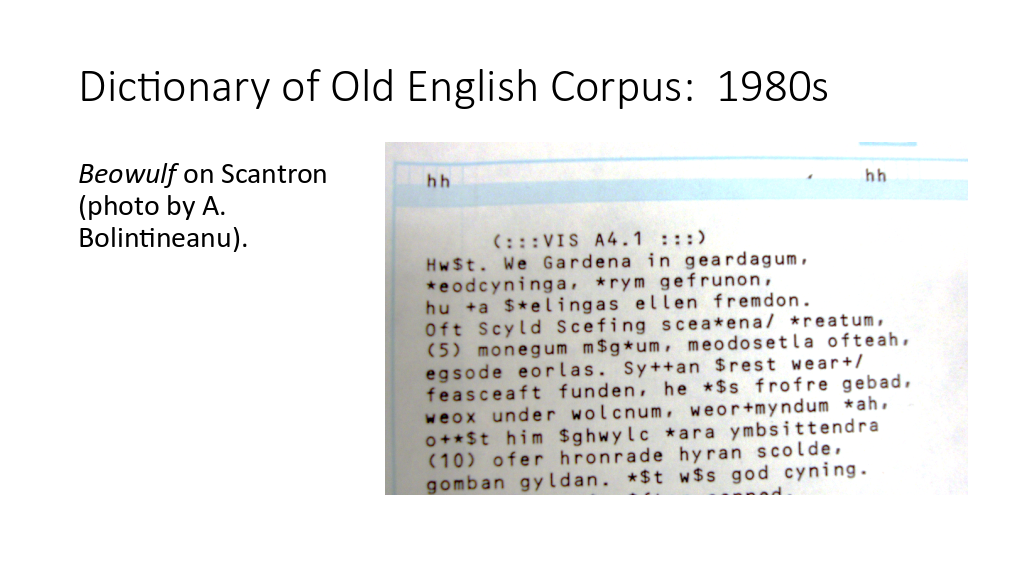 Dictionary of Old English Corpus:  1980s
Beowulf on Scantron
(photo by A.
Bolintineanu).
hh hh
(:::VIS A4.1 :::)
Hw$t. We Gardena in geardagum,
*eodcyninga, *rym gefrunon,
hu +a $*elingas ellen fremdon.
Oft Scyld Scefing scea*ena/ *reatum,
(5) monegum m$g*um, meodosetla ofteah,
egsode eorlas. Sy++an $rest wear+/
feasceaft funden, he *$s frofre gebad,
weox under wolcnum, weor+myndum *ah,
o++*$t him $ghwylc *ara ymbsittendra
(10) ofer hronrade hyran scolde,
gomban gyldan. *$t w$s god cyning.